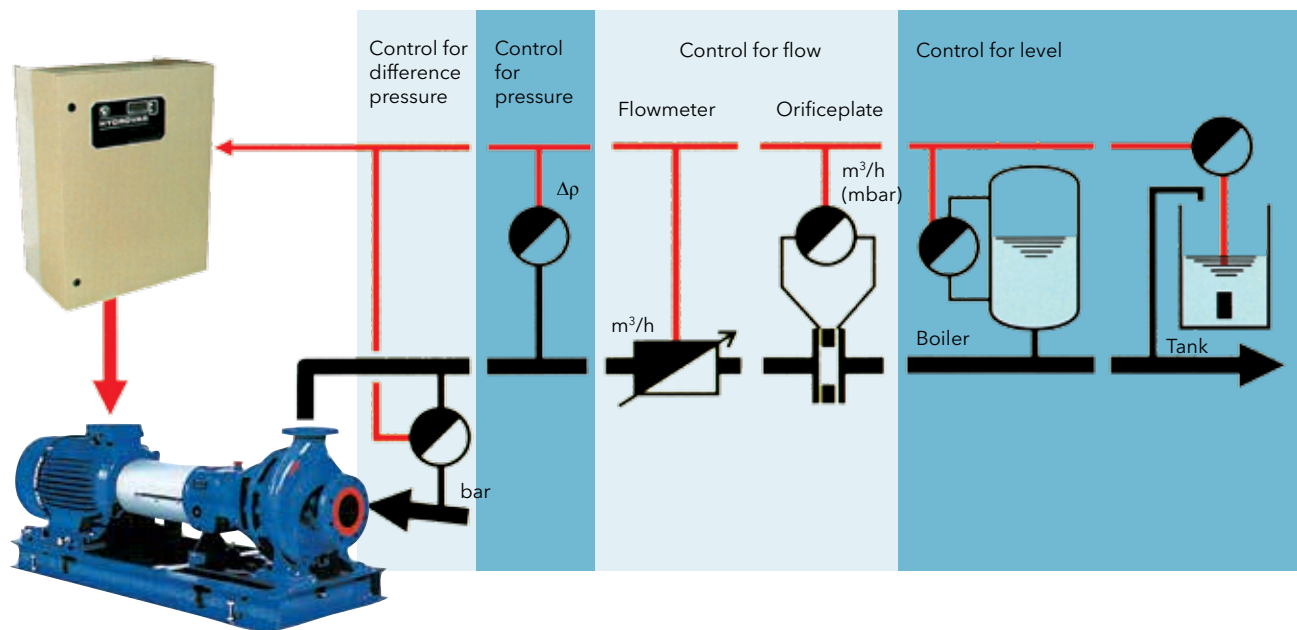 Control for
difference
pressure
Control
for
pressure
Control for flow
Control for level
Flowmeter
Orificeplate
HYDROVAR
Δρ
m³/h
(mbar)
m³/h
Boiler
Tank
bar